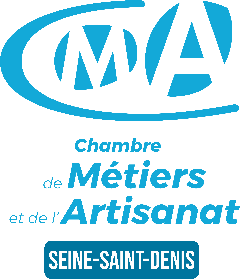 CMA
Chambre
de Métiers
et de l'Artisanat
SEINE-SAINT-DENIS